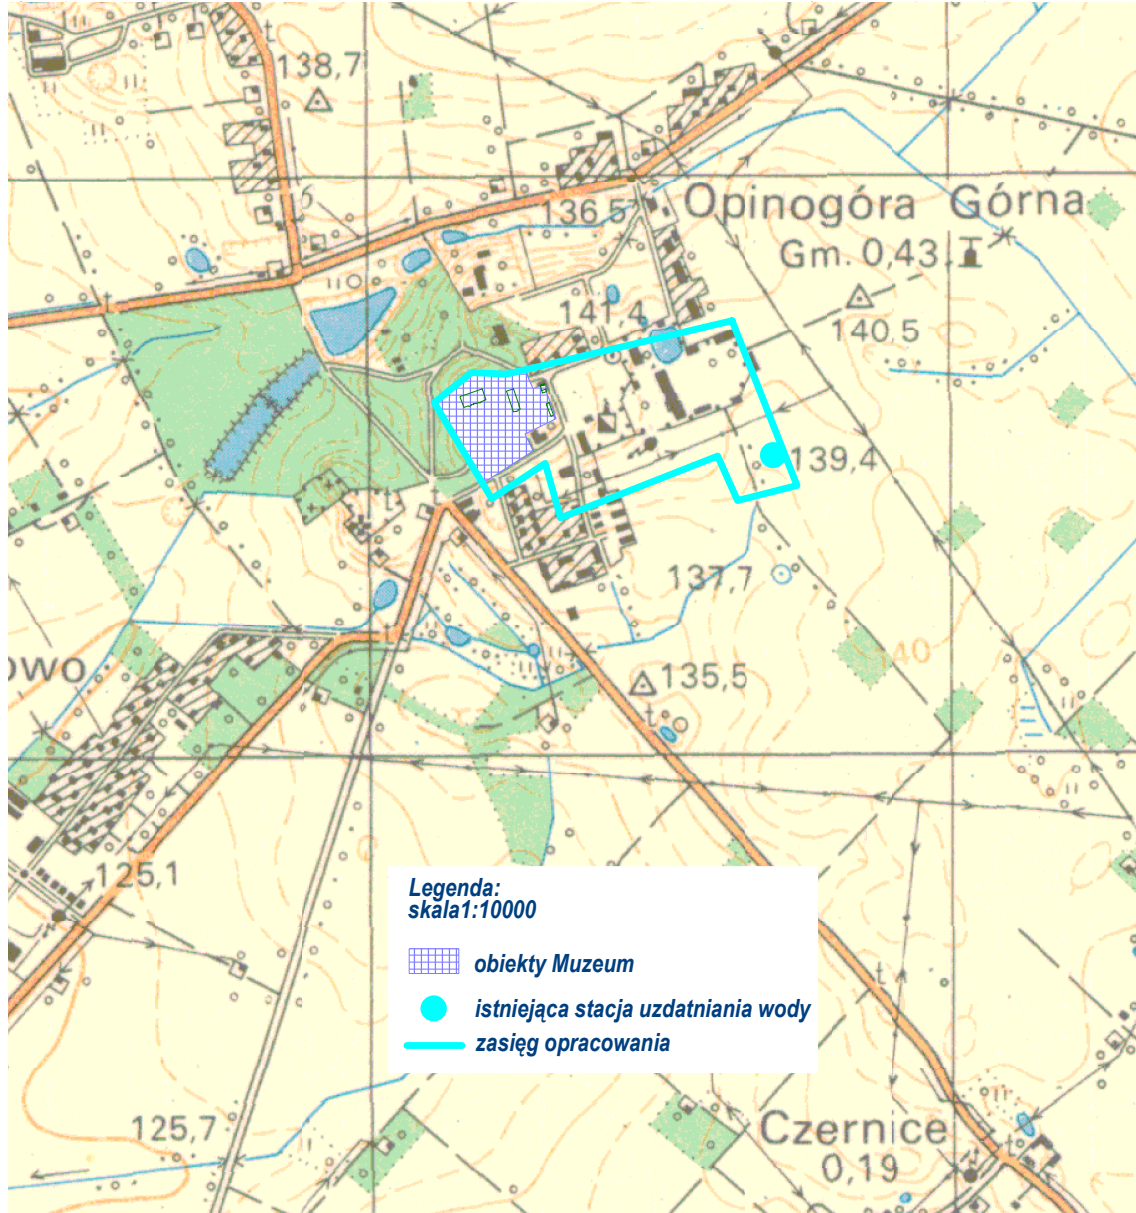 138,7
6
136,5
Opinogóra Górna
Gm. 0,43
141,4
140,5
139,4
t
t
137,7
140
owo
135,5
t
125,1
Legenda:
skala1:10000
obiekty Muzeum
istniejąca stacja uzdatniania wody
zasięg opracowania
t
125,7
Czernice
0,19
t